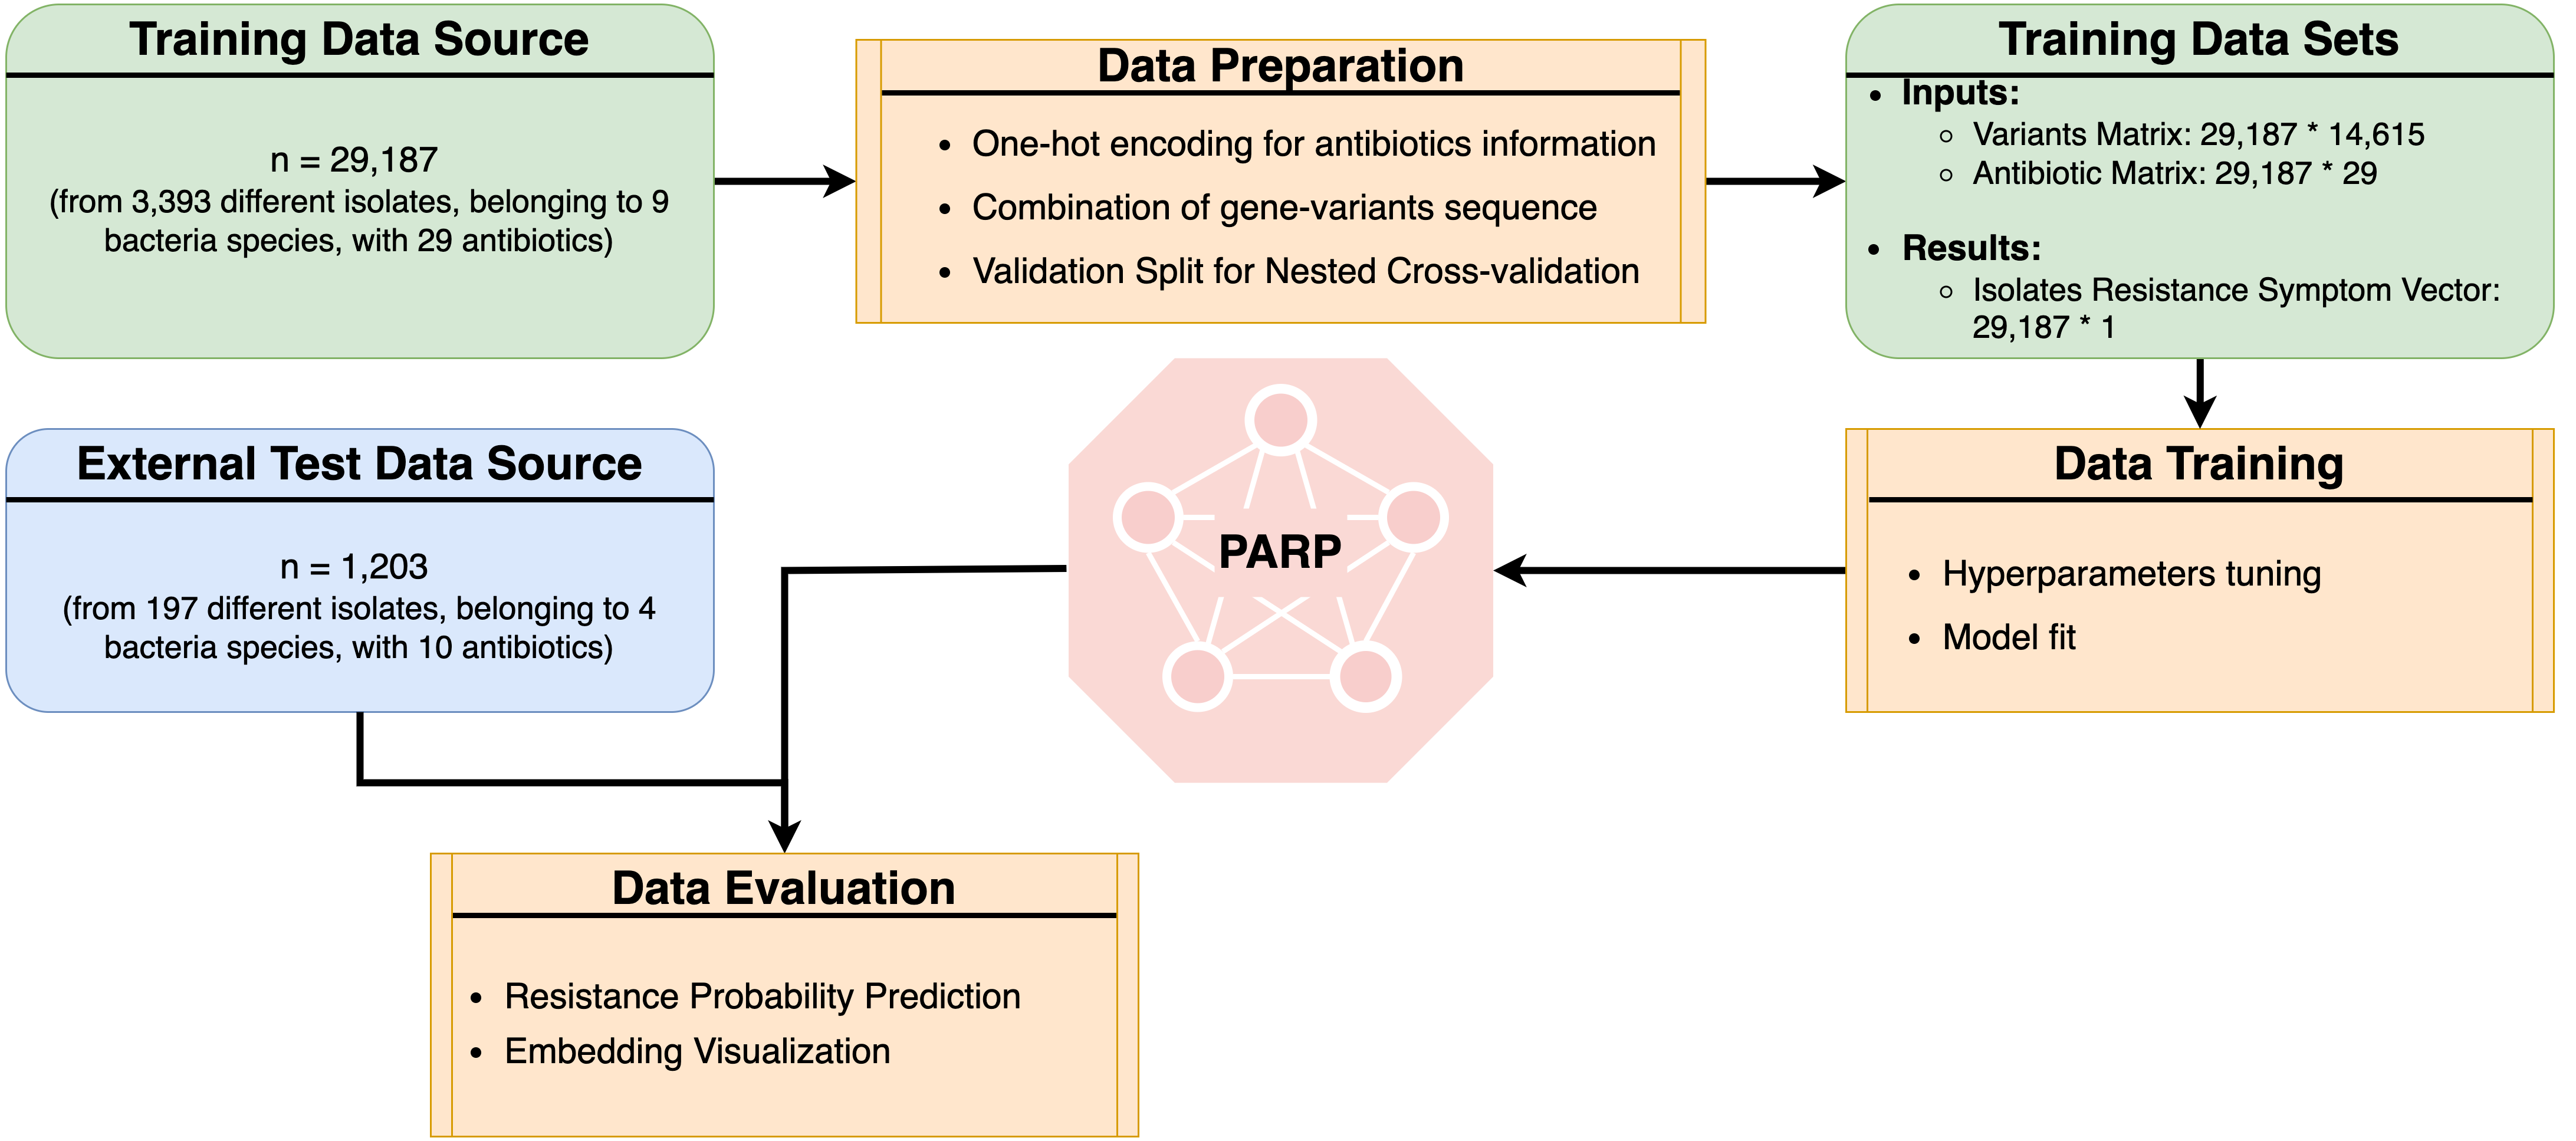 Training Data Source
n = 29,187
(from 3,393 different isolates, belonging to 9
bacteria species, with 29 antibiotics)
Data Preparation
• One-hot encoding for antibiotics information
• Combination of gene-variants sequence
• Validation Split for Nested Cross-validation
Training Data Sets
• Inputs:
○ Variants Matrix: 29,187 * 14,615
○ Antibiotic Matrix: 29,187 * 29
• Results:
○ Isolates Resistance Symptom Vector:
29,187 * 1
External Test Data Source
n = 1,203
(from 197 different isolates, belonging to 4
bacteria species, with 10 antibiotics)
PARP
Data Training
• Hyperparameters tuning
• Model fit
Data Evaluation
• Resistance Probability Prediction
• Embedding Visualization